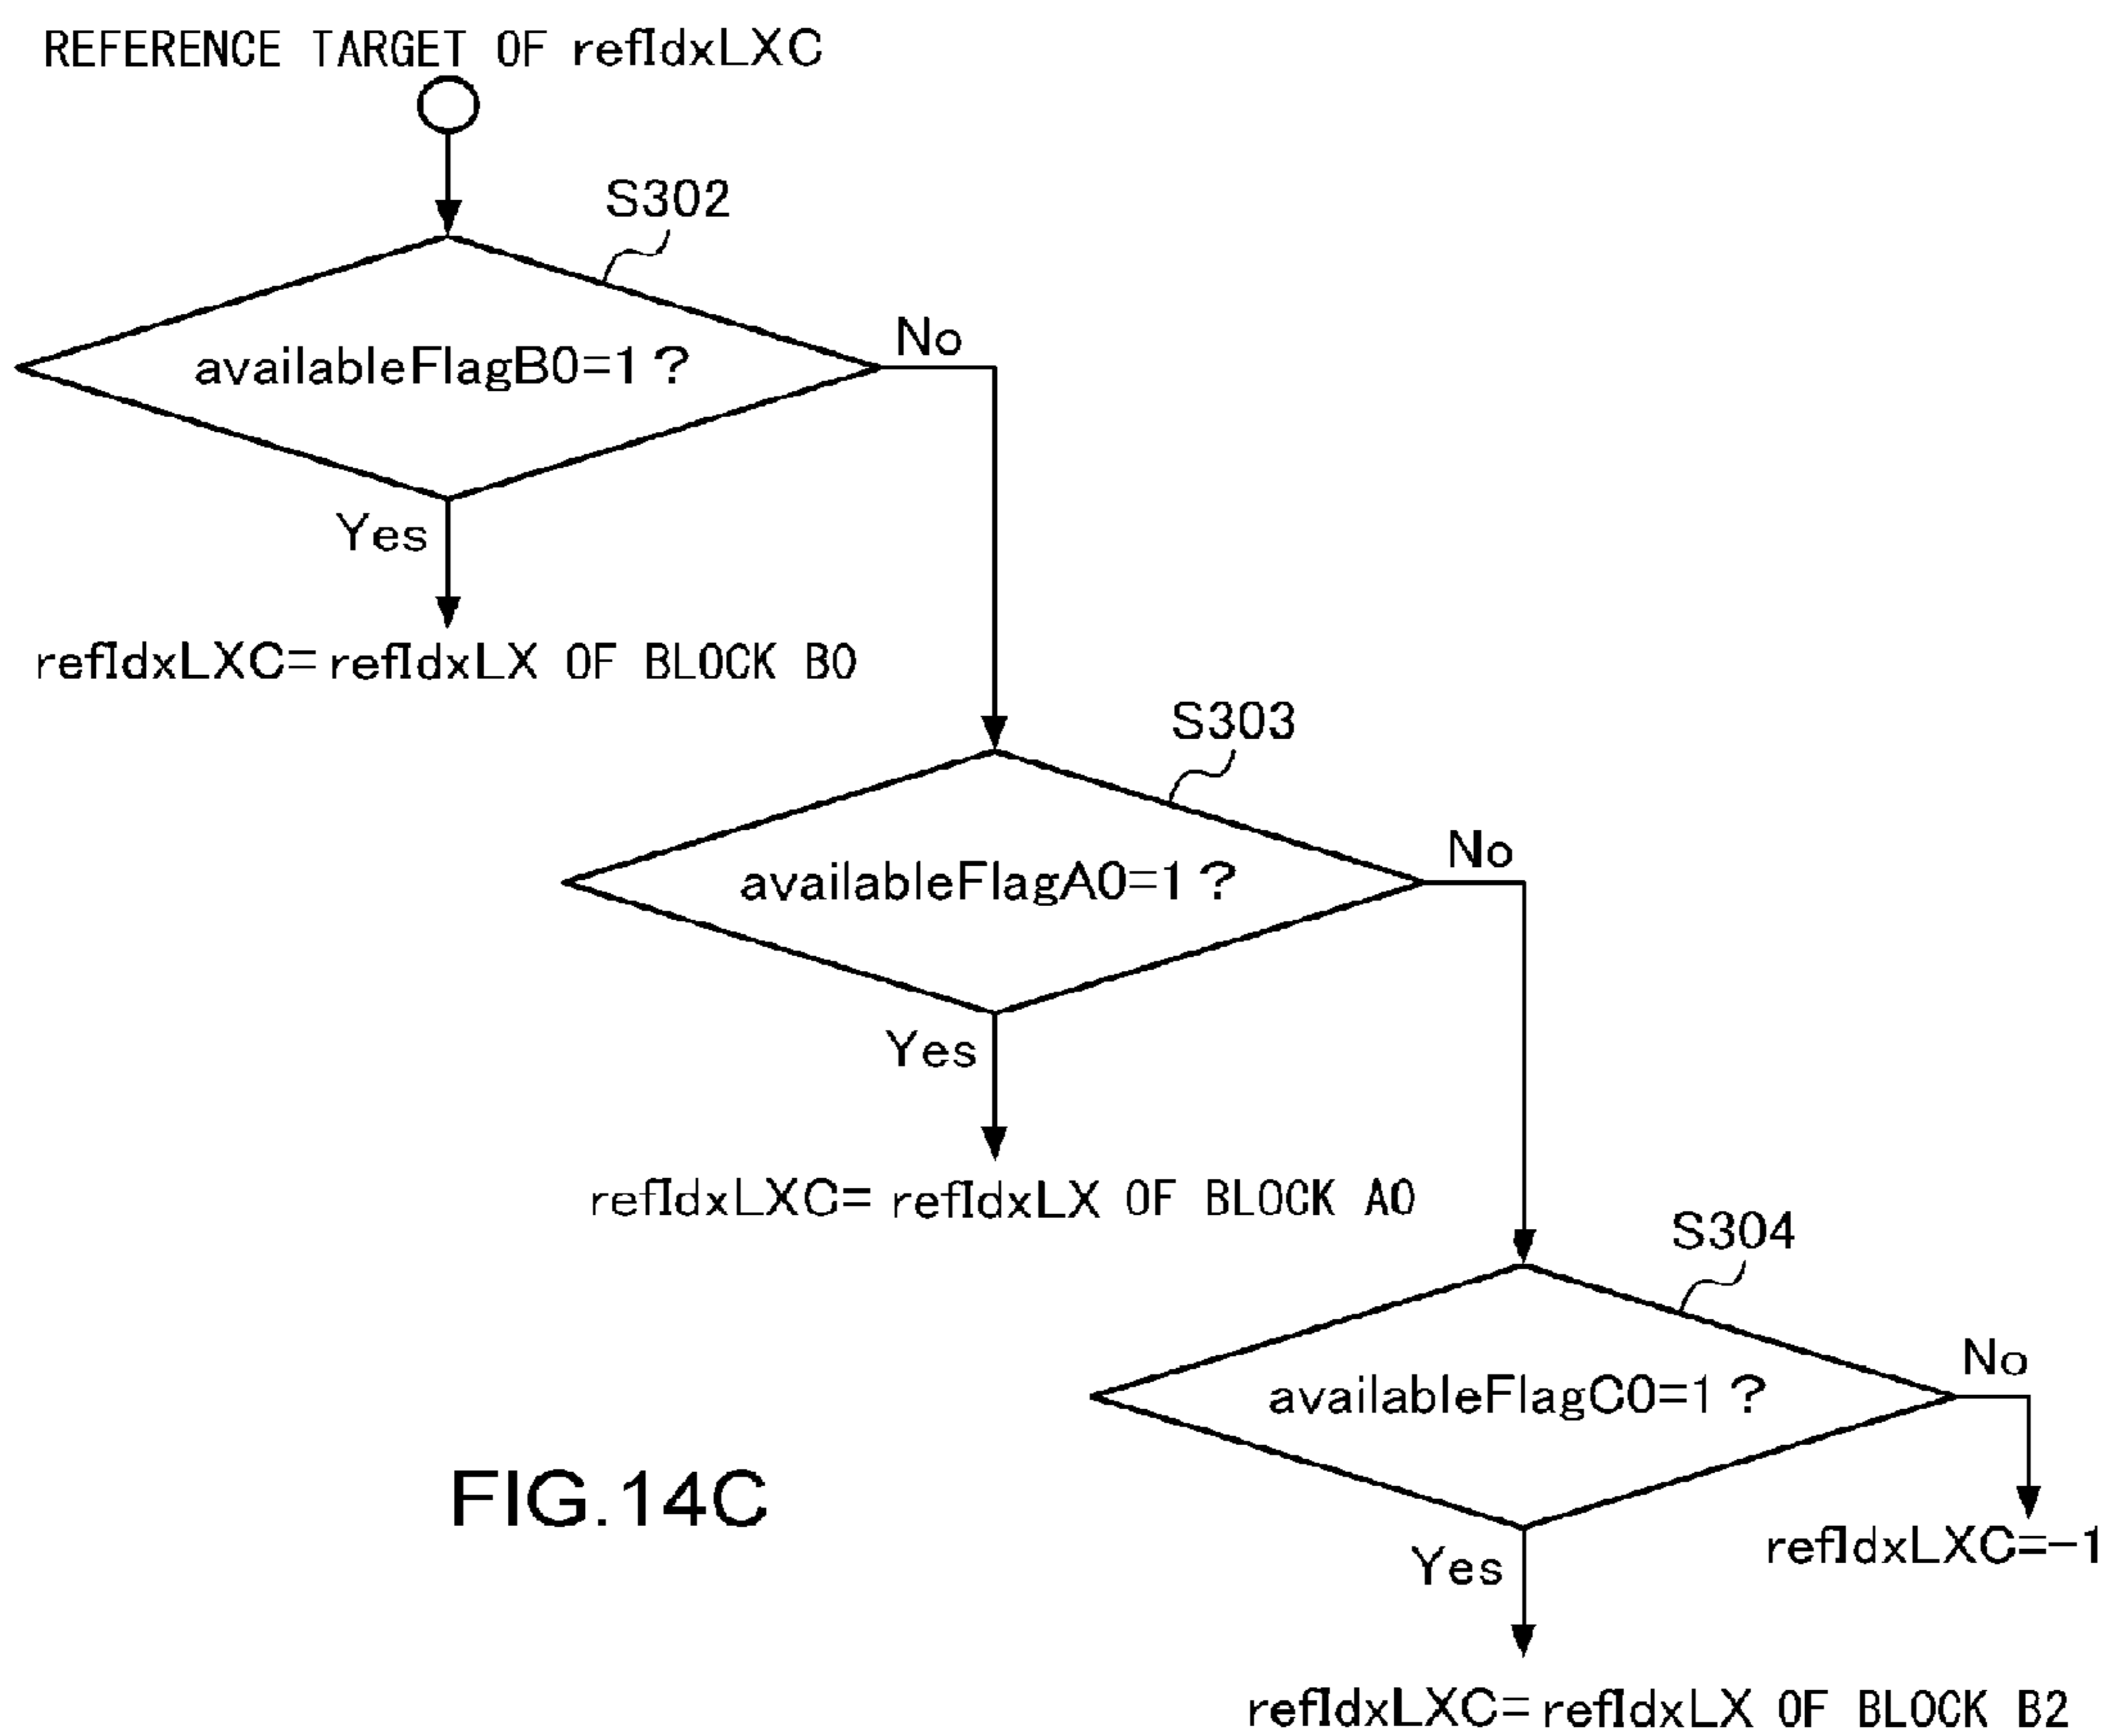 REFERENCE TARGET OF refIdxLXC
S302
availableFlagB0=1?
No
Yes
refIdxLXC=refIdxLX OF BLOCK B0
S303
availableFlagA0=1?
No
Yes
refIdxLXC= refIdxLX OF BLOCK A0
S304
availableFlagC0=1?
No
FIG.14C
refIdxLXC=-1
Yes
refIdxLXC=refIdxLX OF BLOCK B2